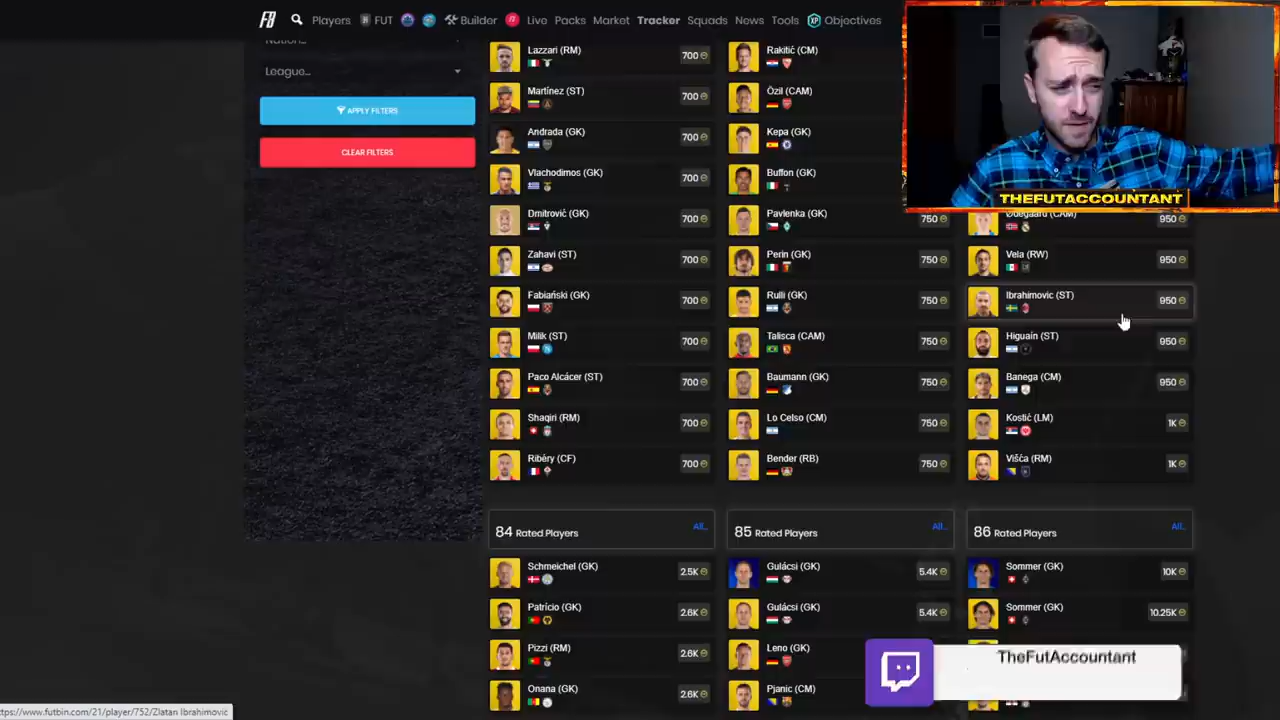 Players FUT Builder Live Packs Market Tracker Squads News Tools XP Objectives
League...
APPLY FILTERS
CLEAR FILTERS
Lazzari (RM) 700
Martínez (ST) 700
Andrada (GK) 700
Vlachodimos (GK) 700
Dmitrović (GK) 700
Zahavi (ST) 700
Fabiański (GK) 700
Milik (ST) 700
Paco Alcácer (ST) 700
Shaqiri (RM) 700
Ribéry (CF) 700
Rakitić (CM)
Özil (CAM)
Kepa (GK)
Buffon (GK)
Pavlenka (GK) 750
Perin (GK) 750
Rulli (GK) 750
Talisca (CAM) 750
Baumann (GK) 750
Lo Celso (CM) 750
Bender (RB) 750
THEFUTACCOUNTANT
Ødegaard (CAM) 950
Vela (RW) 950
Ibrahimovic (ST) 950
Higuaín (ST) 950
Banega (CM) 950
Kostić (LM) 1K
Višća (RM) 1K
84 Rated Players All..
Schmeichel (GK) 2.5K
Patrício (GK) 2.6K
Pizzi (RM) 2.6K
Onana (GK) 2.6K
85 Rated Players All..
Gulácsi (GK) 5.4K
Gulácsi (GK) 5.4K
Leno (GK)
Pjanic (CM)
86 Rated Players All..
Sommer (GK) 10K
Sommer (GK) 10.25K
TheFutAccountant
ttps://www.futbin.com/21/player/752/Zlatan Ibrahimovic